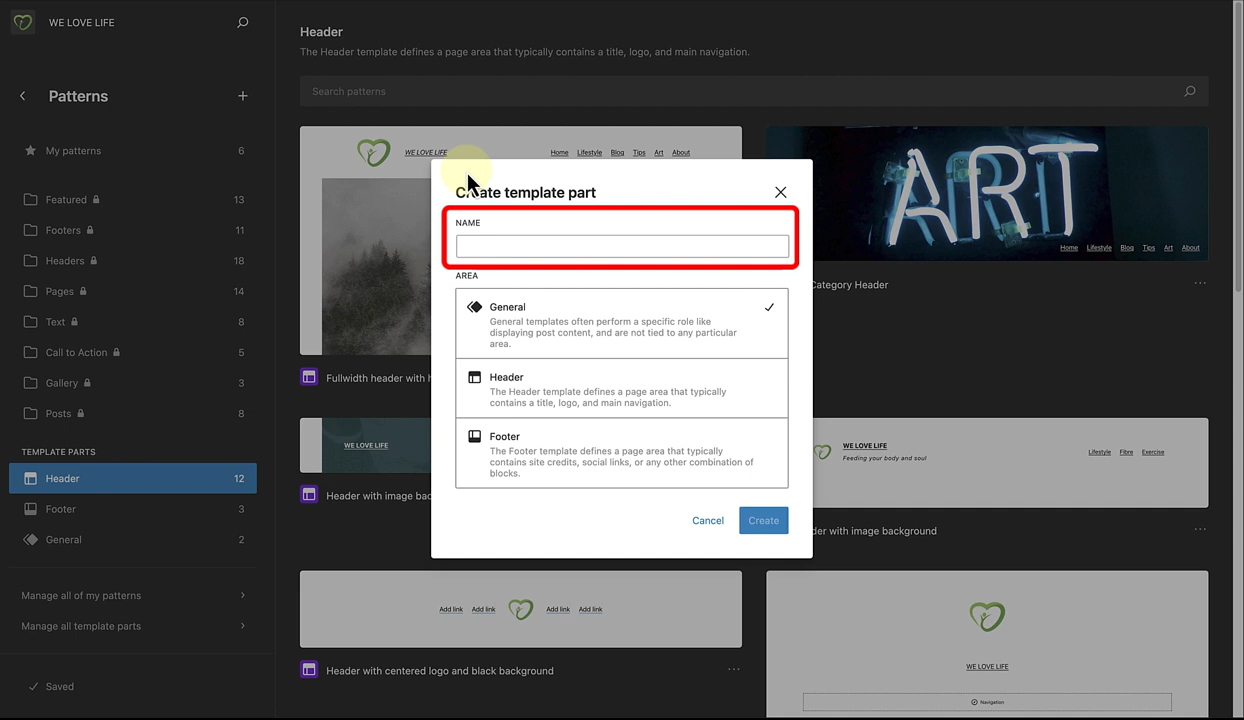 WE LOVE LIFE
Patterns
My patterns 6
Featured 13
Footers 11
Headers 18
Pages 14
Text 8
Call to Action 5
Gallery 3
Posts 8
TEMPLATE PARTS
Header 12
Footer 3
General 2
Manage all of my patterns
Manage all template parts
Saved
Header
The Header template defines a page area that typically contains a title, logo, and main navigation.
Search patterns
WE LOVE LIFE
Home Lifestyle Blog Tips Art About
Fullwidth header with h
ART
Home Lifestyle Blog Tips Art About
Category Header
WE LOVE LIFE
Header with image bac
WE LOVE LIFE
Feeding your body and soul
Lifestyle Fibre Exercise
der with image background
Add link Add link Add link Add link
Header with centered logo and black background
WE LOVE LIFE
Navigation
Create template part
NAME
AREA
General
General templates often perform a specific role like
displaying post content, and are not tied to any particular
area.
Header
The Header template defines a page area that typically
contains a title, logo, and main navigation.
Footer
The Footer template defines a page area that typically
contains site credits, social links, or any other combination of
blocks.
Cancel
Create